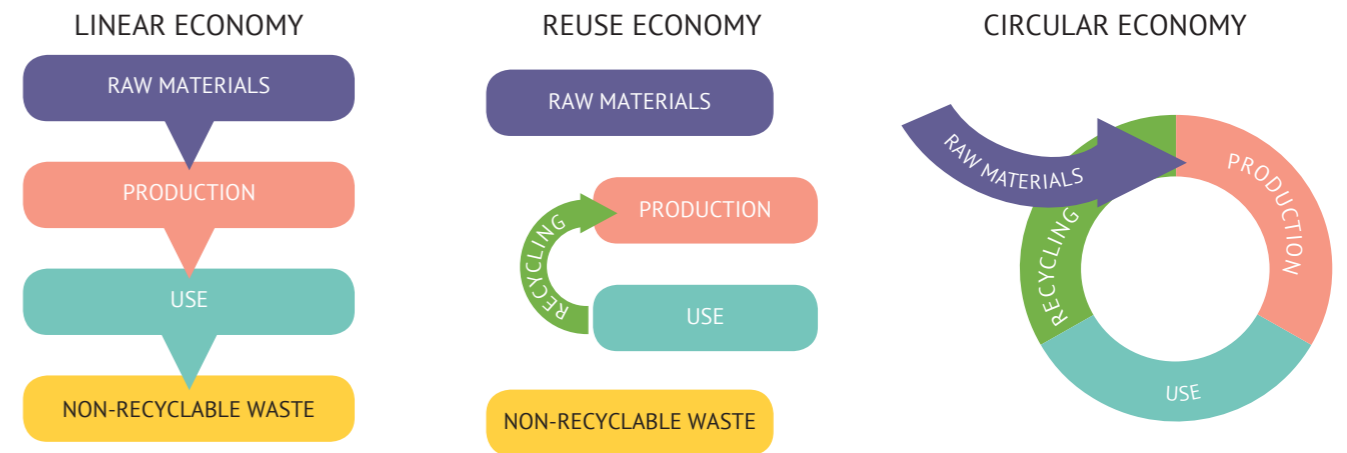 LINEAR ECONOMY
RAW MATERIALS
PRODUCTION
USE
NON-RECYCLABLE WASTE
REUSE ECONOMY
RAW MATERIALS
PRODUCTION
RECYCLING
USE
NON-RECYCLABLE WASTE
CIRCULAR ECONOMY
RAW MATERIALS
PRODUCTION
RECYCLING
USE